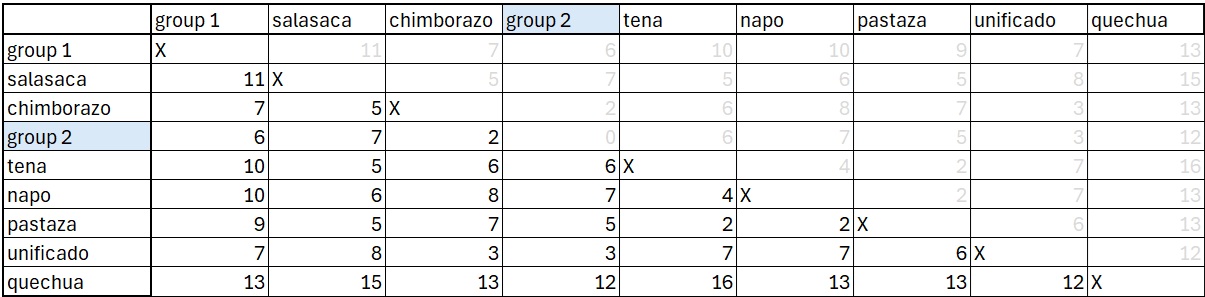 group 1 salasaca chimborazo group 2 tena napo pastaza unificado quechua
group 1 X 11 7 6 10 10 9 7 13
salasaca 11 X 5 7 5 6 5 8 15
chimborazo 7 5 X 2 6 8 7 3 13
group 2 6 7 2 0 6 7 5 3 12
tena 10 5 6 6 X 4 2 7 16
napo 10 6 8 7 4 X 2 7 13
pastaza 9 5 7 5 2 2 X 6 13
unificado 7 8 3 3 7 7 6 X 12
quechua 13 15 13 12 16 13 13 12 X